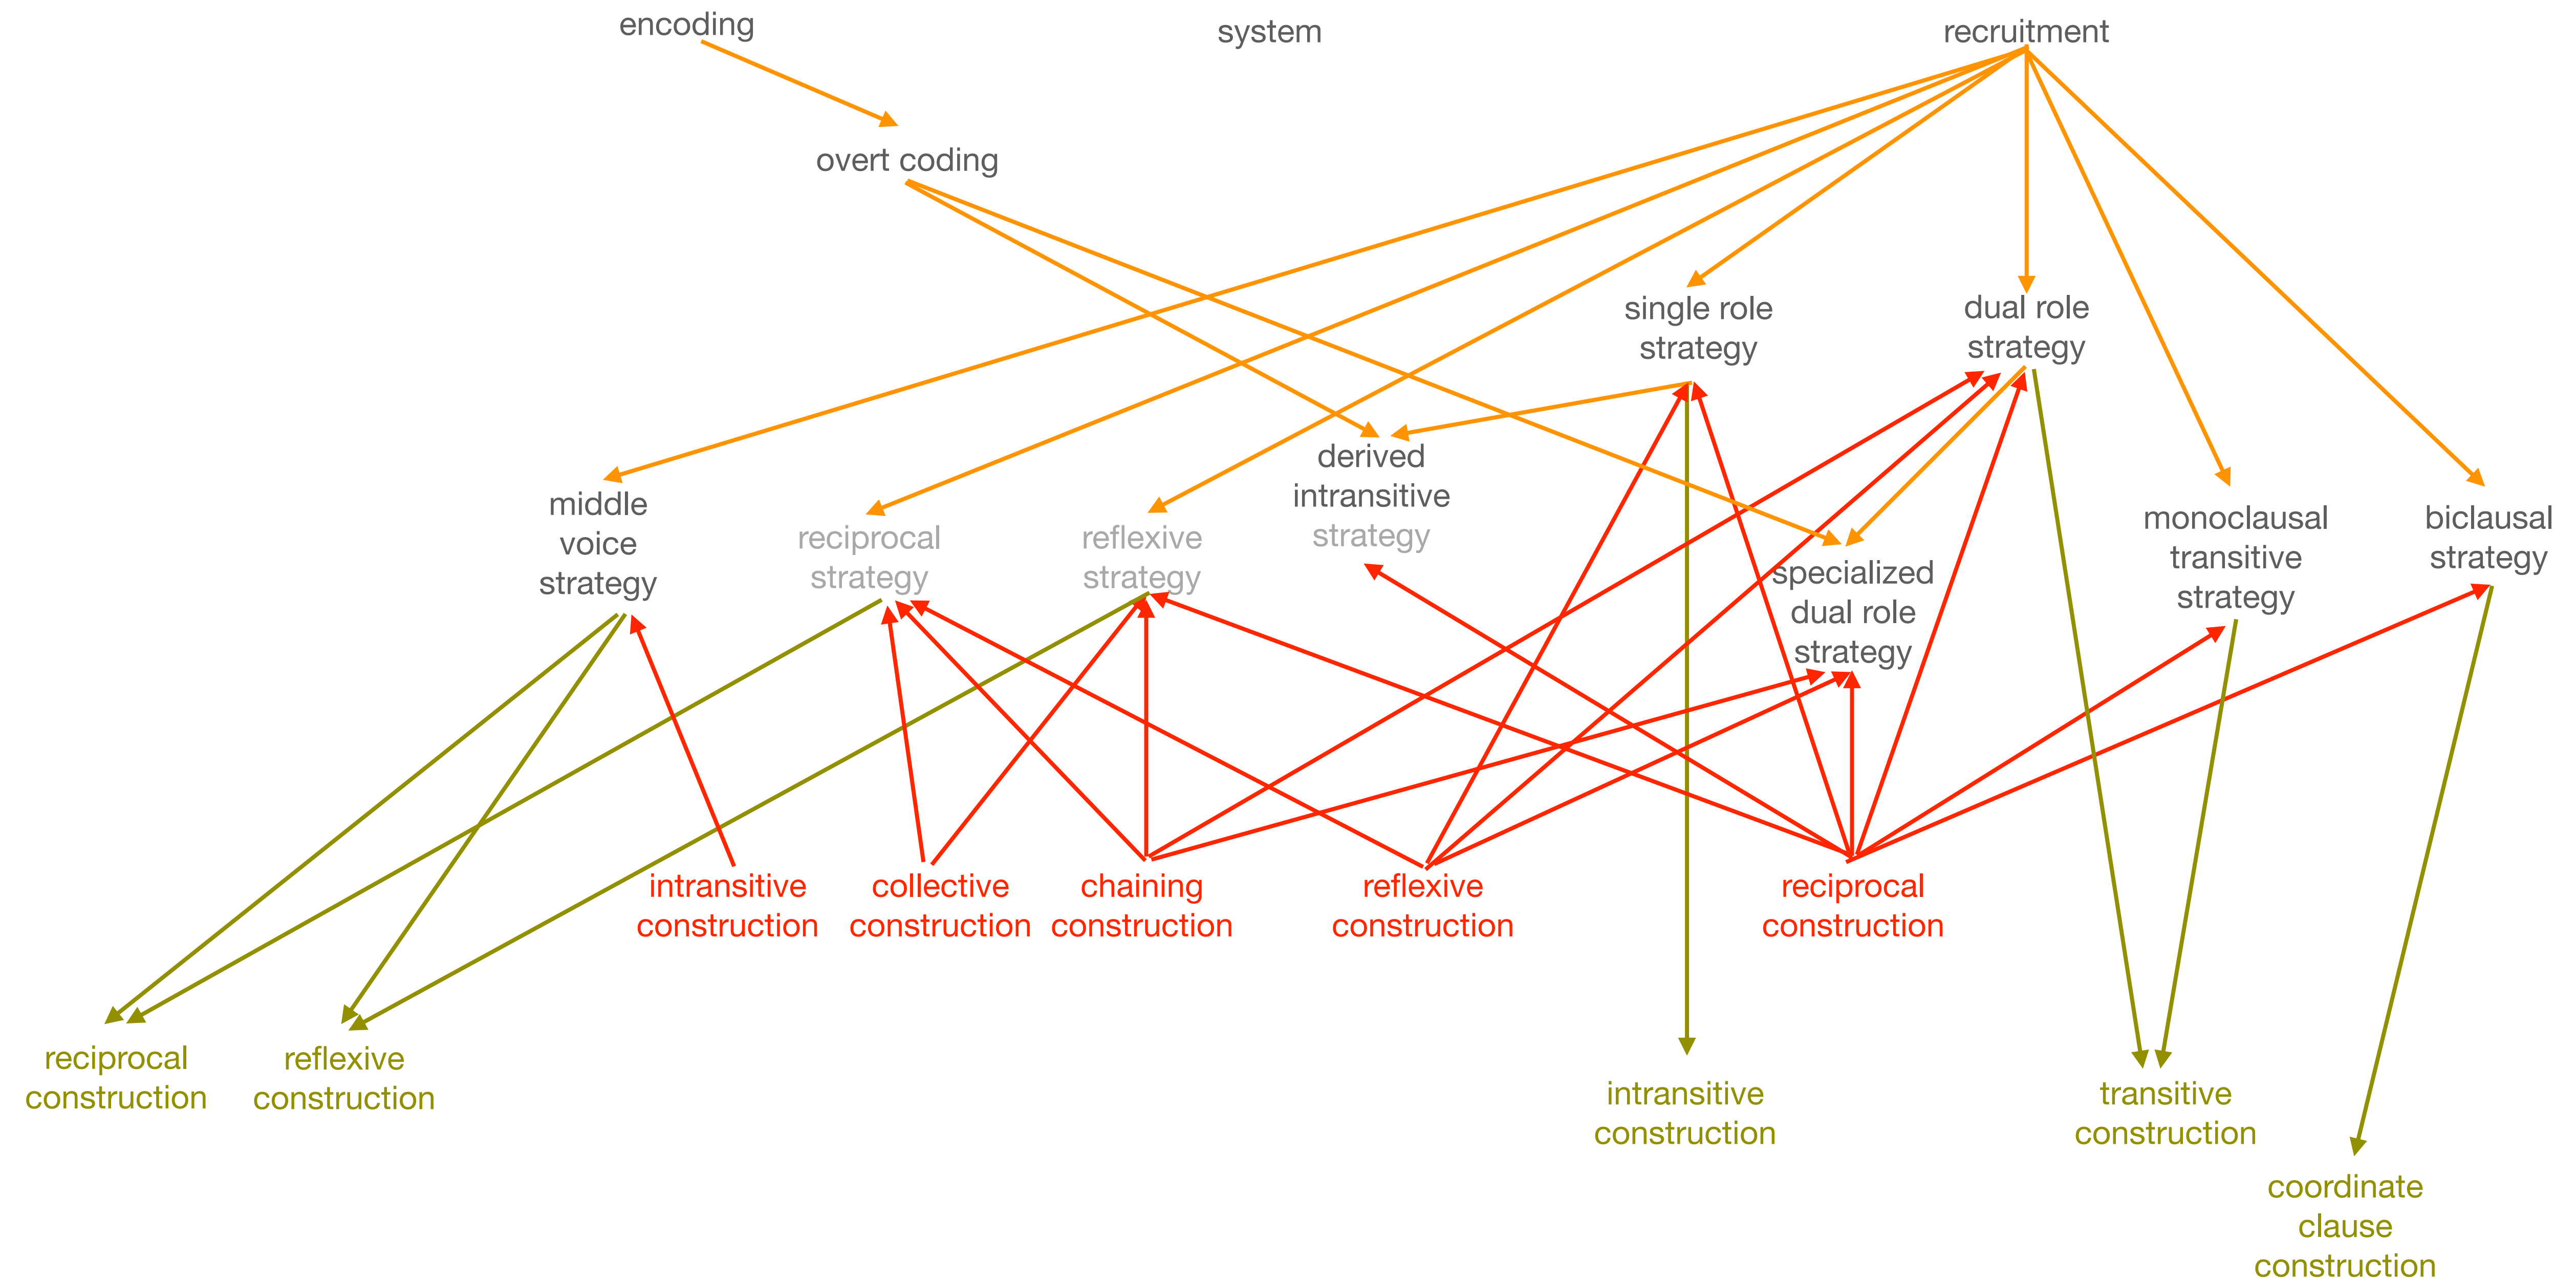 encoding
system
recruitment
overt coding
single role
strategy
dual role
strategy
derived
intransitive
strategy
middle
voice
strategy
reciprocal
strategy
reflexive
strategy
specialized
dual role
strategy
monoclausal
transitive
strategy
biclausal
strategy
intransitive
construction
collective
construction
chaining
construction
reflexive
construction
reciprocal
construction
reciprocal
construction
reflexive
construction
intransitive
construction
transitive
construction
coordinate
clause
construction